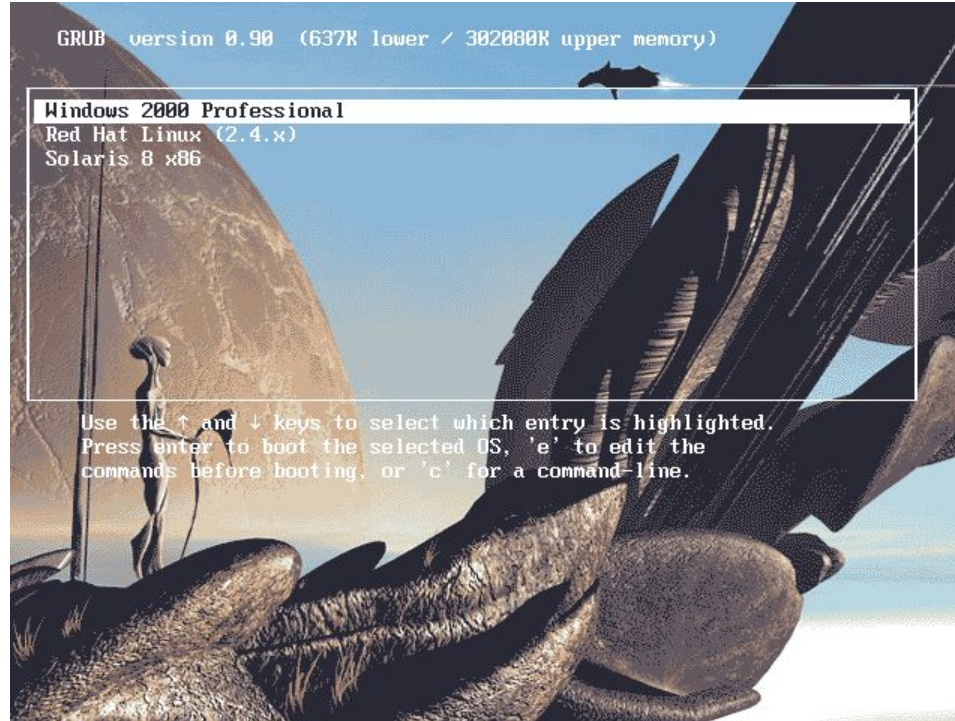 GRUB  version 0.90  (637K lower / 302080K upper memory)
Windows 2000 Professional
Red Hat Linux (2.4.x)
Solaris 8 x86
Use the ↑ and ↓ keys to select which entry is highlighted.
Press enter to boot the selected OS, 'e' to edit the
commands before booting, or 'c' for a command-line.